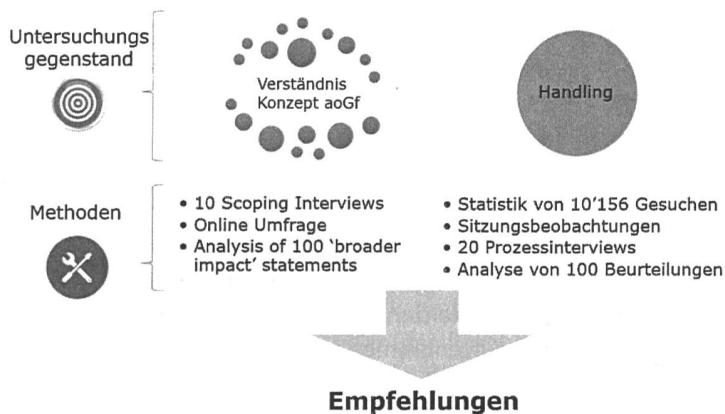 Untersuchungs
gegenstand
Verständnis
Konzept aoGf
Handling
Methoden
• 10 Scoping Interviews
• Online Umfrage
• Analysis of 100 ‘broader
impact’ statements
• Statistik von 10’156 Gesuchen
• Sitzungsbeobachtungen
• 20 Prozessinterviews
• Analyse von 100 Beurteilungen
Empfehlungen